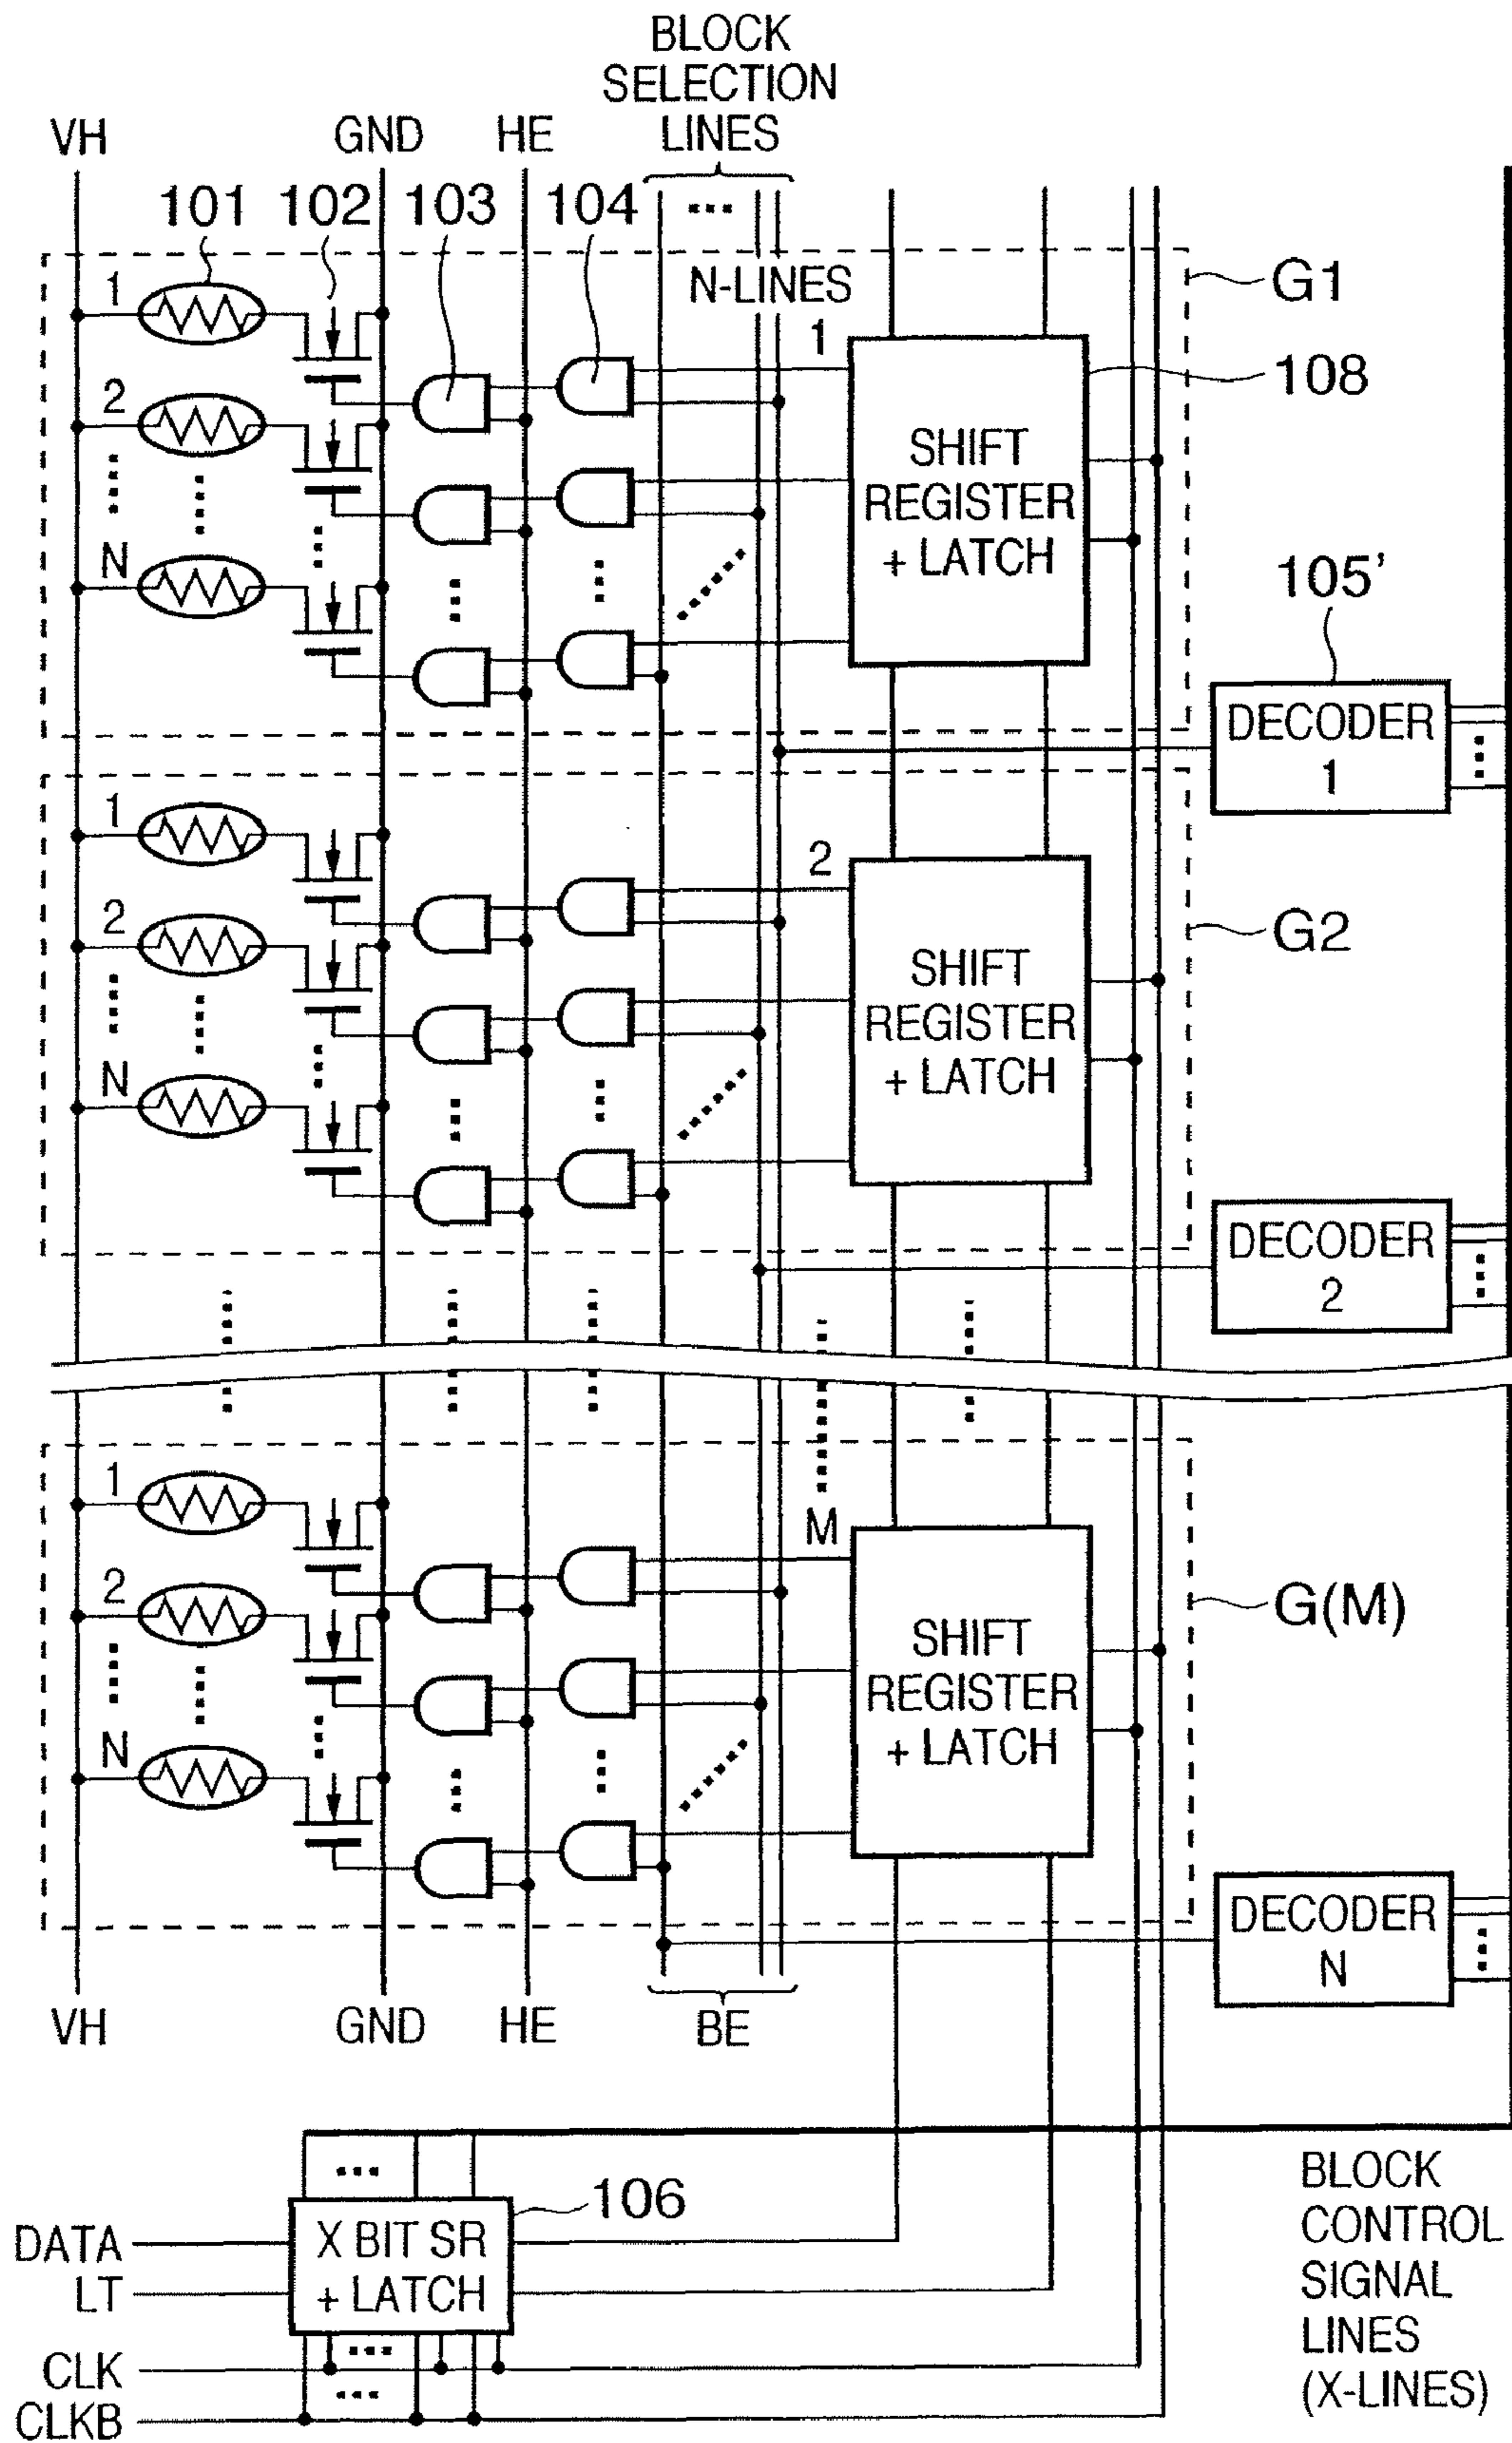 BLOCK
SELECTION
LINES
VH
GND
HE
101
102
103
104
N-LINES
1
1
G1
2
N
108
SHIFT
REGISTER
+ LATCH
105’
DECODER
1
1
2
N
2
G2
SHIFT
REGISTER
+ LATCH
DECODER
2
1
2
N
M
G(M)
SHIFT
REGISTER
+ LATCH
DECODER
N
VH
GND
HE
BE
106
DATA
LT
X BIT SR
+ LATCH
CLK
CLKB
BLOCK
CONTROL
SIGNAL
LINES
(X-LINES)